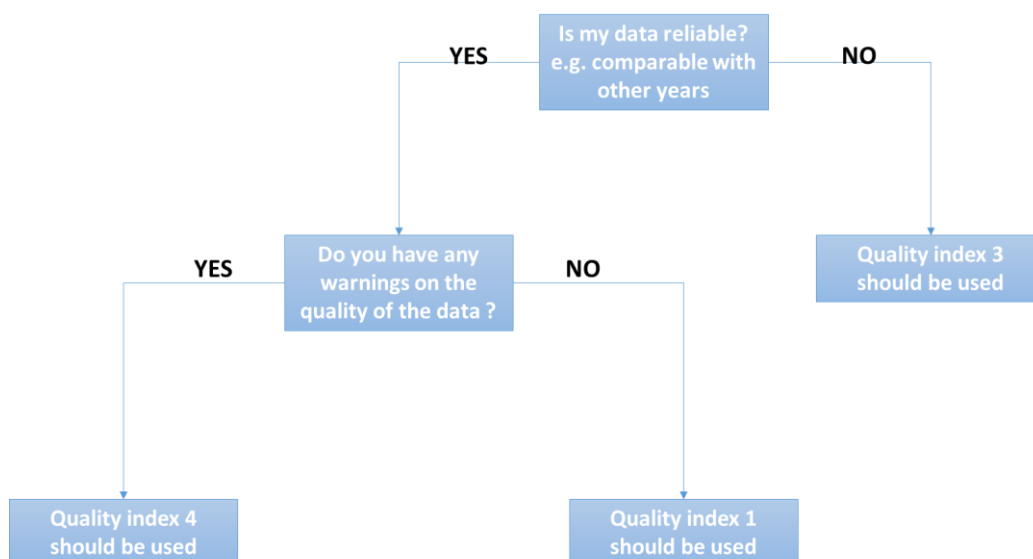 Is my data reliable?
e.g. comparable with
other years
YES
NO
Do you have any
warnings on the
quality of the data ?
YES
NO
Quality index 3
should be used
Quality index 4
should be used
Quality index 1
should be used